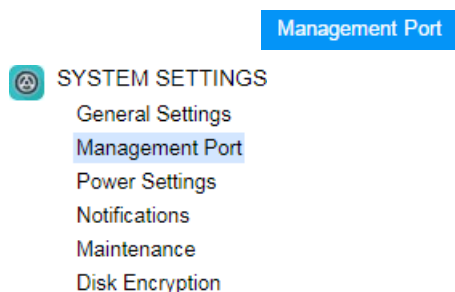 Management Port
SYSTEM SETTINGS
General Settings
Management Port
Power Settings
Notifications
Maintenance
Disk Encryption